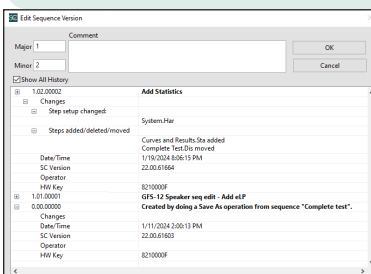 SC Edit Sequence Version
Comment
Major 1
OK
Minor 2
Cancel
Show All History
1.02.00002 Add Statistics
Changes
Step setup changed:
System.Har
Steps added/deleted/moved
Curves and Results.Sta added
Complete Test.Dis moved
Date/Time 1/19/2024 8:06:15 PM
SC Version 22.00.61664
Operator
HW Key 8210000F
1.01.00001 GFS-12 Speaker seq edit - Add eLP
0.00.00000 Created by doing a Save As operation from sequence "Complete test".
Changes
Date/Time 1/11/2024 2:00:13 PM
SC Version 22.00.61603
Operator
HW Key 8210000F